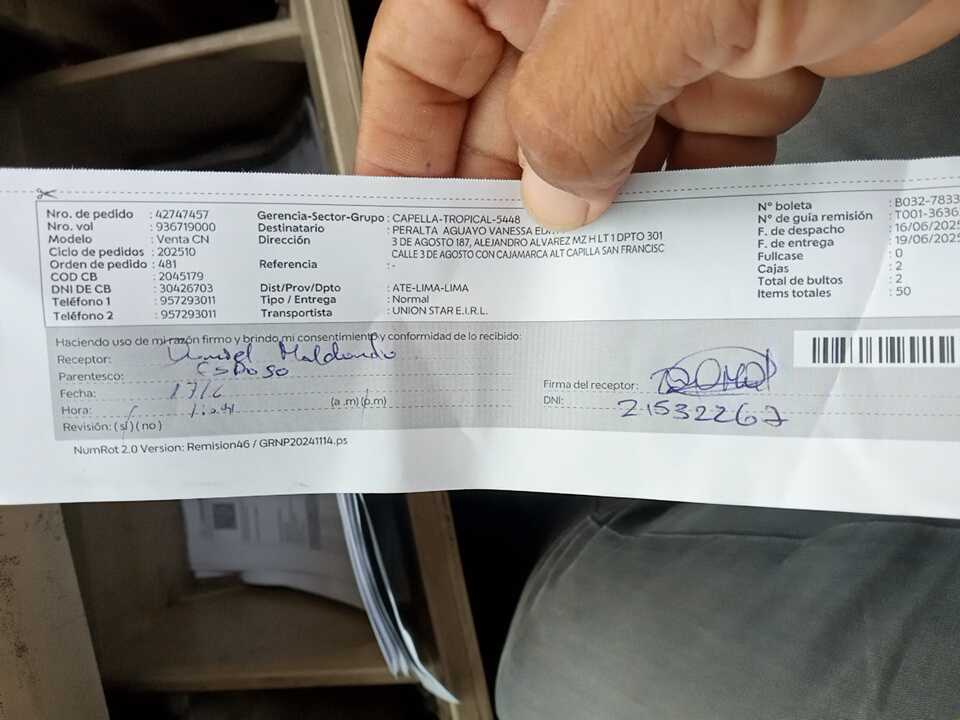 Nro. de pedido : 42747457
Nro. vol : 936719000
Modelo : Venta CN
Ciclo de pedidos : 202510
Orden de pedido : 481
COD CB : 2045179
DNI DE CB : 30426703
Teléfono 1 : 957293011
Teléfono 2 : 957293011
Gerencia-Sector-Grupo : CAPELLA-TROPICAL-5448
Destinatario : PERALTA AGUAYO VANESSA
Dirección : 3 DE AGOSTO 187, ALEJANDRO ALVAREZ MZ H LT 1 DPTO 301
CALLE 3 DE AGOSTO CON CAJAMARCA ALT CAPILLA SAN FRANCISC
Referencia : -
Dist/Prov/Dpto : ATE-LIMA-LIMA
Tipo / Entrega : Normal
Transportista : UNION STAR E.I.R.L.
N° boleta : B032-7833
N° de guía remisión : T001-3636
F. de despacho : 16/06/2025
F. de entrega : 19/06/2025
Fullcase : 0
Cajas : 2
Total de bultos : 2
Items totales : 50
Haciendo uso de mi razón firmo y brindo mi consentimiento y conformidad de lo recibido:
Receptor: Maldonado
Parentesco: esposo
Fecha: 17/6
Hora: (a .m) (p.m)
Revisión: ( sí ) ( no )
Firma del receptor:
DNI: 21532267
NumRot 2.0 Version: Remision46 / GRNP20241114.ps